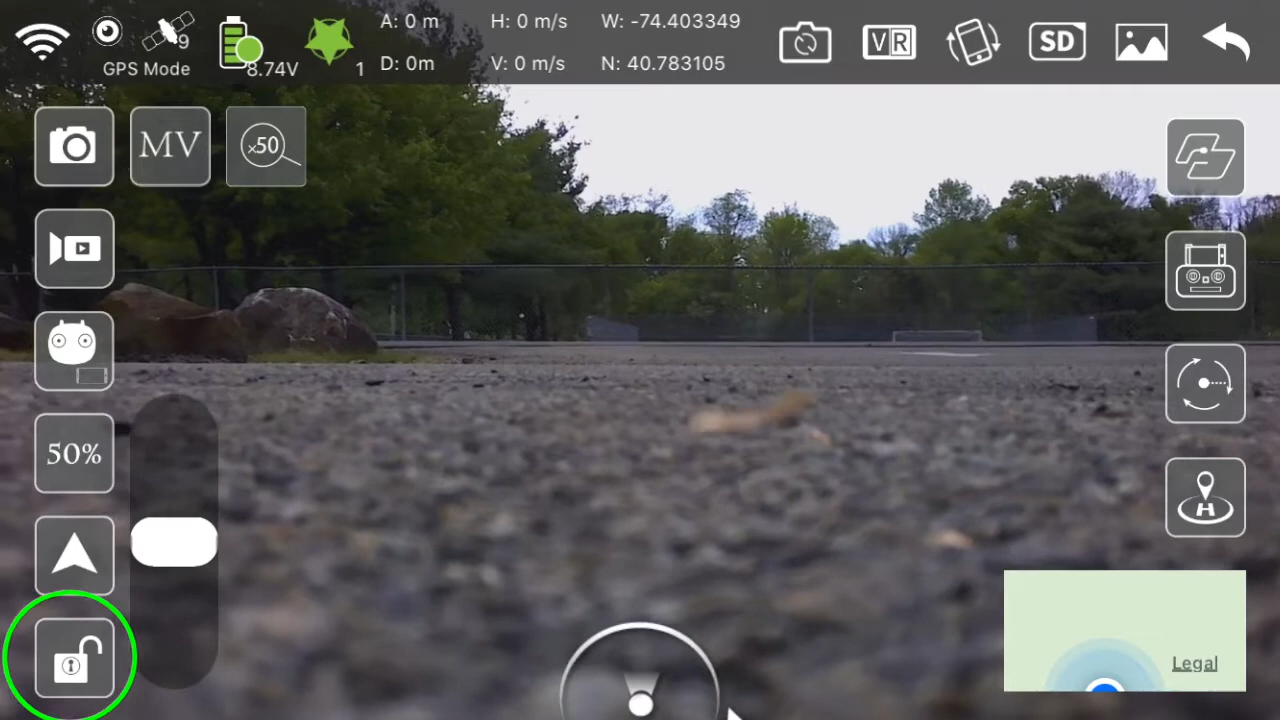 A: 0 m H: 0 m/s W: -74.403349
9
GPS Mode 8.74V 1 D: 0m V: 0 m/s N: 40.783105
VR SD
MV x50
50%
H
Legal